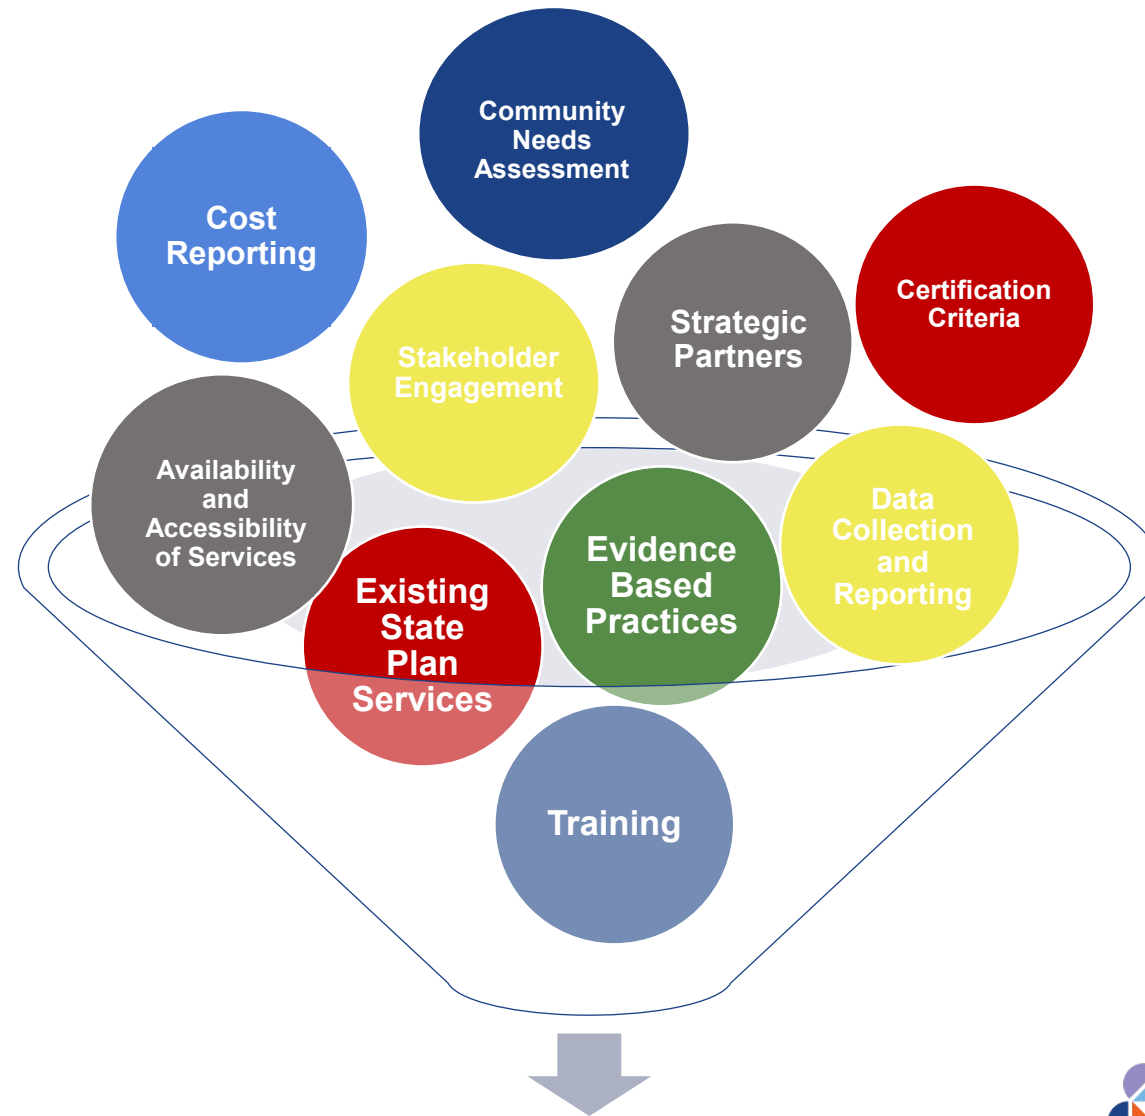 Community
Needs
Assessment
Cost
Reporting
Certification
Criteria
Strategic
Partners
Stakeholder
Engagement
Availability
and
Accessibility
of Services
Data
Collection
and
Reporting
Evidence
Based
Practices
Existing
State
Plan
Services
Training